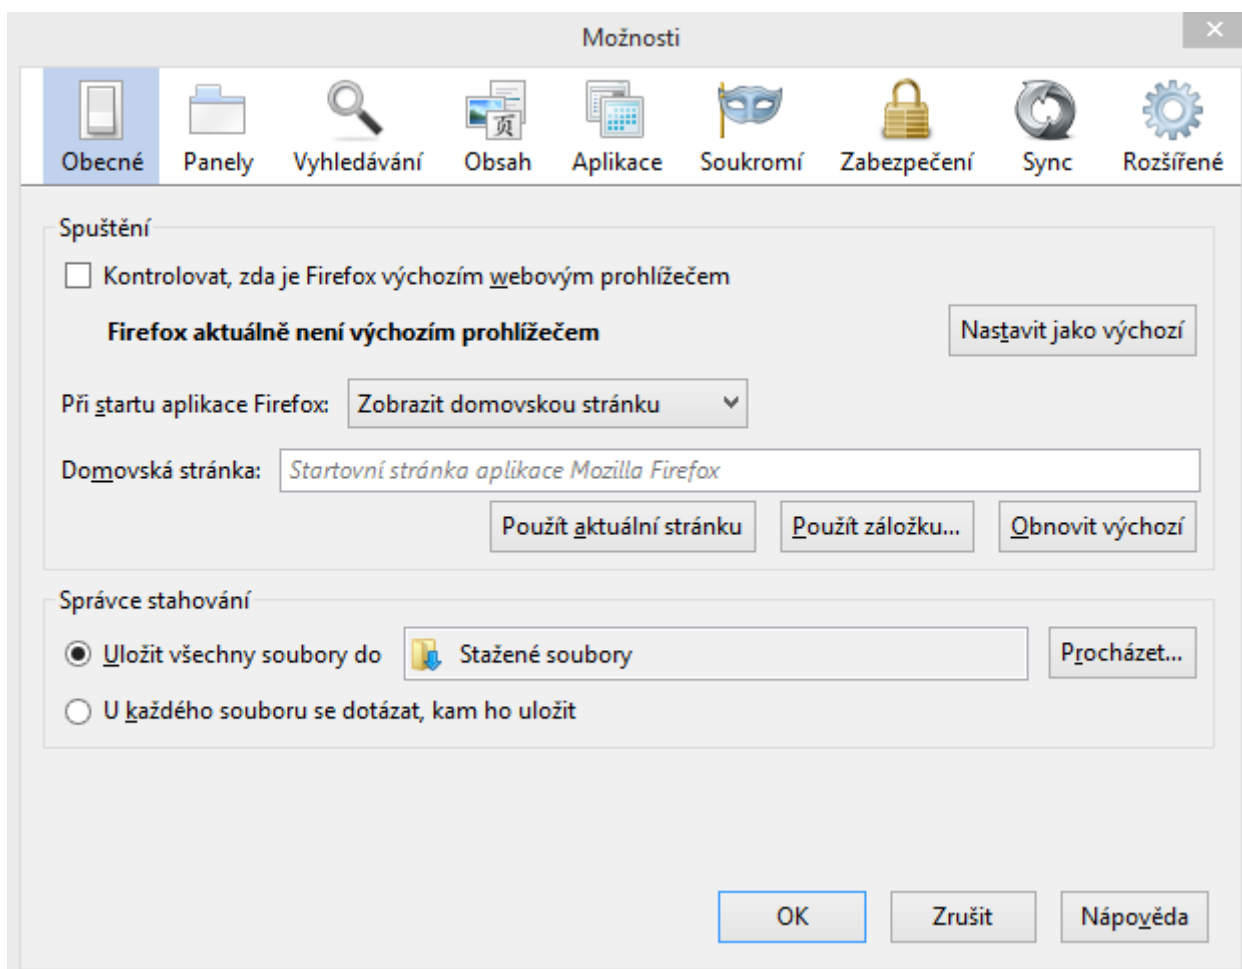 Možnosti
Obecné Panely Vyhledávání Obsah Aplikace Soukromí Zabezpečení Sync Rozšířené
Spuštění
Kontrolovat, zda je Firefox výchozím webovým prohlížečem
Firefox aktuálně není výchozím prohlížečem Nastavit jako výchozí
Při startu aplikace Firefox: Zobrazit domovskou stránku
Domovská stránka: Startovní stránka aplikace Mozilla Firefox
Použít aktuální stránku Použít záložku... Obnovit výchozí
Správce stahování
Uložit všechny soubory do Stažené soubory Procházet...
U každého souboru se dotázat, kam ho uložit
OK Zrušit Nápověda